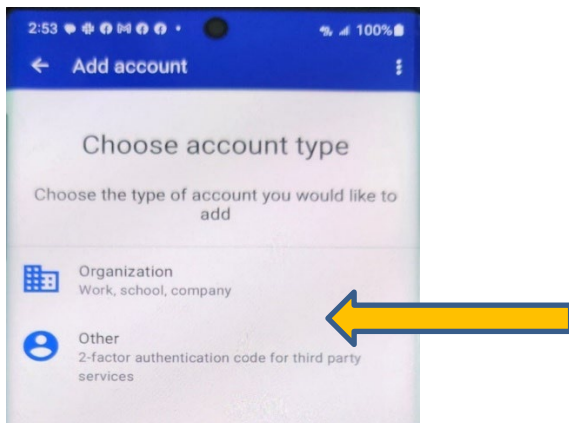 2:53 100%
Add account
Choose account type
Choose the type of account you would like to
add
Organization
Work, school, company
Other
2-factor authentication code for third party
services